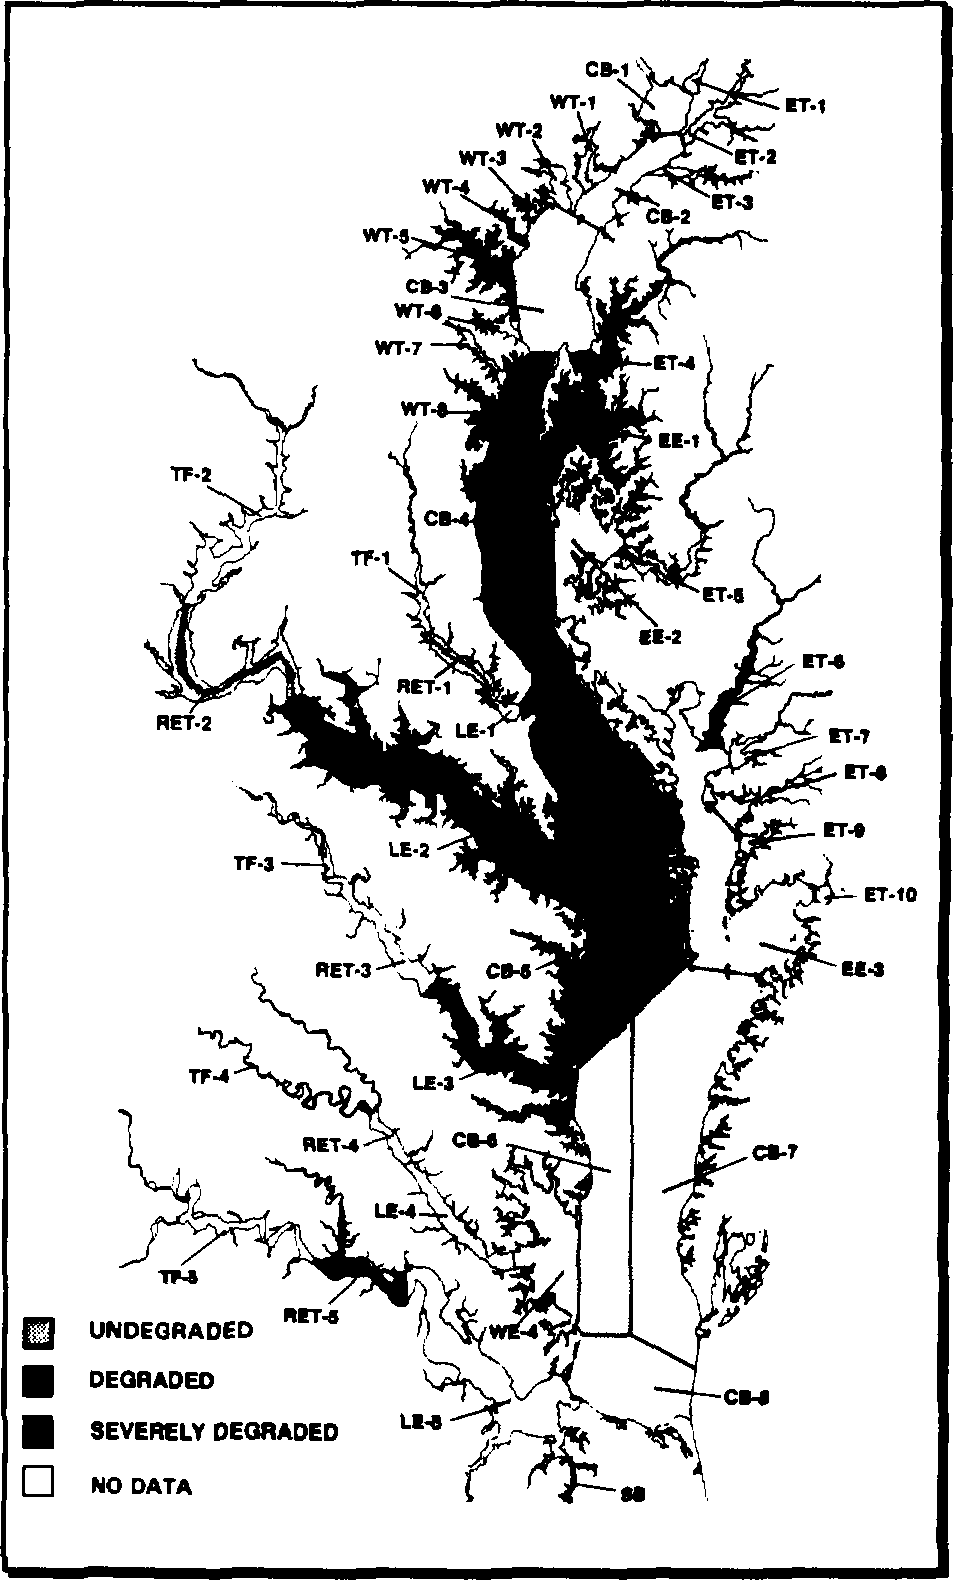 CB-1
ET-1
WT-1
WT-2
ET-2
WT-3
WT-4
ET-3
CB-2
WT-5
CB-3
WT-6
WT-7
ET-4
WT-8
EE-1
TF-2
CB-4
TF-1
ET-5
EE-2
ET-6
RET-1
RET-2
LE-1
ET-7
ET-8
ET-9
LE-2
TF-3
ET-10
RET-3
CB-5
EE-3
TF-4
LE-3
RET-4
CB-6
CB-7
LE-4
TF-5
RET-5
WE-4
UNDEGRADED
DEGRADED
CB-8
LE-5
SEVERELY DEGRADED
NO DATA
SB